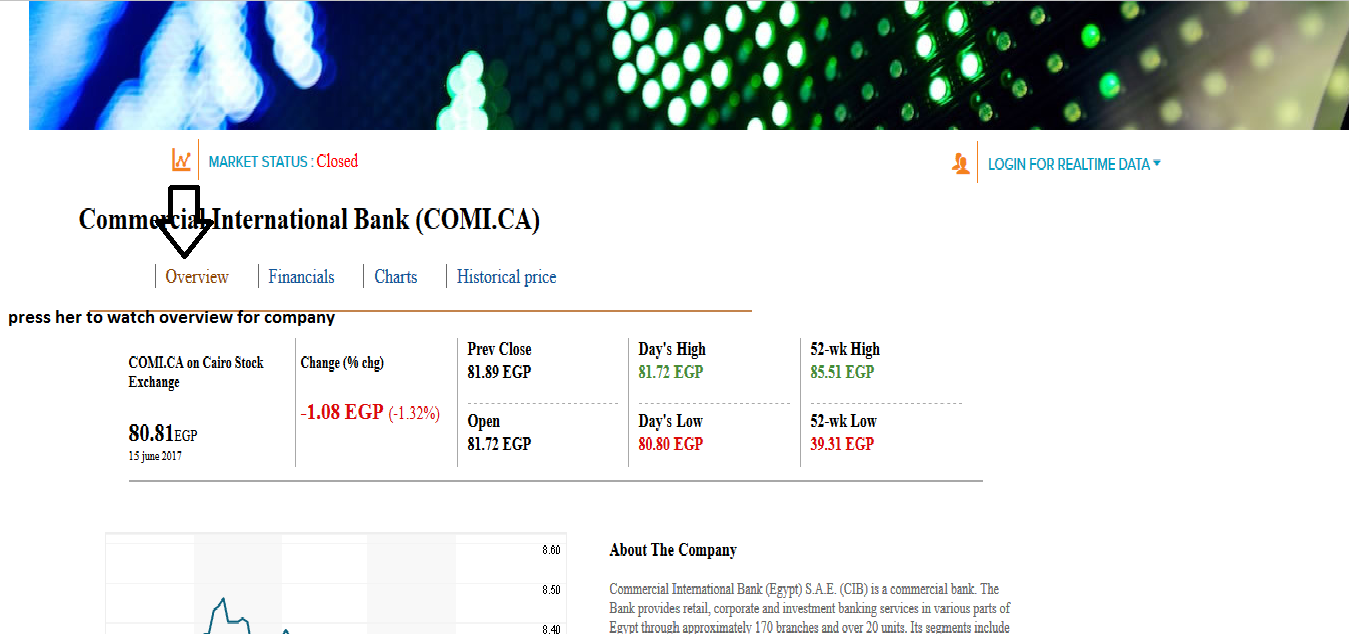 MARKET STATUS : Closed
LOGIN FOR REALTIME DATA
Commercial International Bank (COMI.CA)
Overview
Financials
Charts
Historical price
press her to watch overview for company
COMI.CA on Cairo Stock
Exchange
80.81EGP
15 june 2017
Change (% chg)
-1.08 EGP (-1.32%)
Prev Close
81.89 EGP
Open
81.72 EGP
Day's High
81.72 EGP
Day's Low
80.80 EGP
52-wk High
85.51 EGP
52-wk Low
39.31 EGP
8.60
8.50
8.40
About The Company
Commercial International Bank (Egypt) S.A.E. (CIB) is a commercial bank. The
Bank provides retail, corporate and investment banking services in various parts of
Egypt through approximately 170 branches and over 20 units. Its segments include